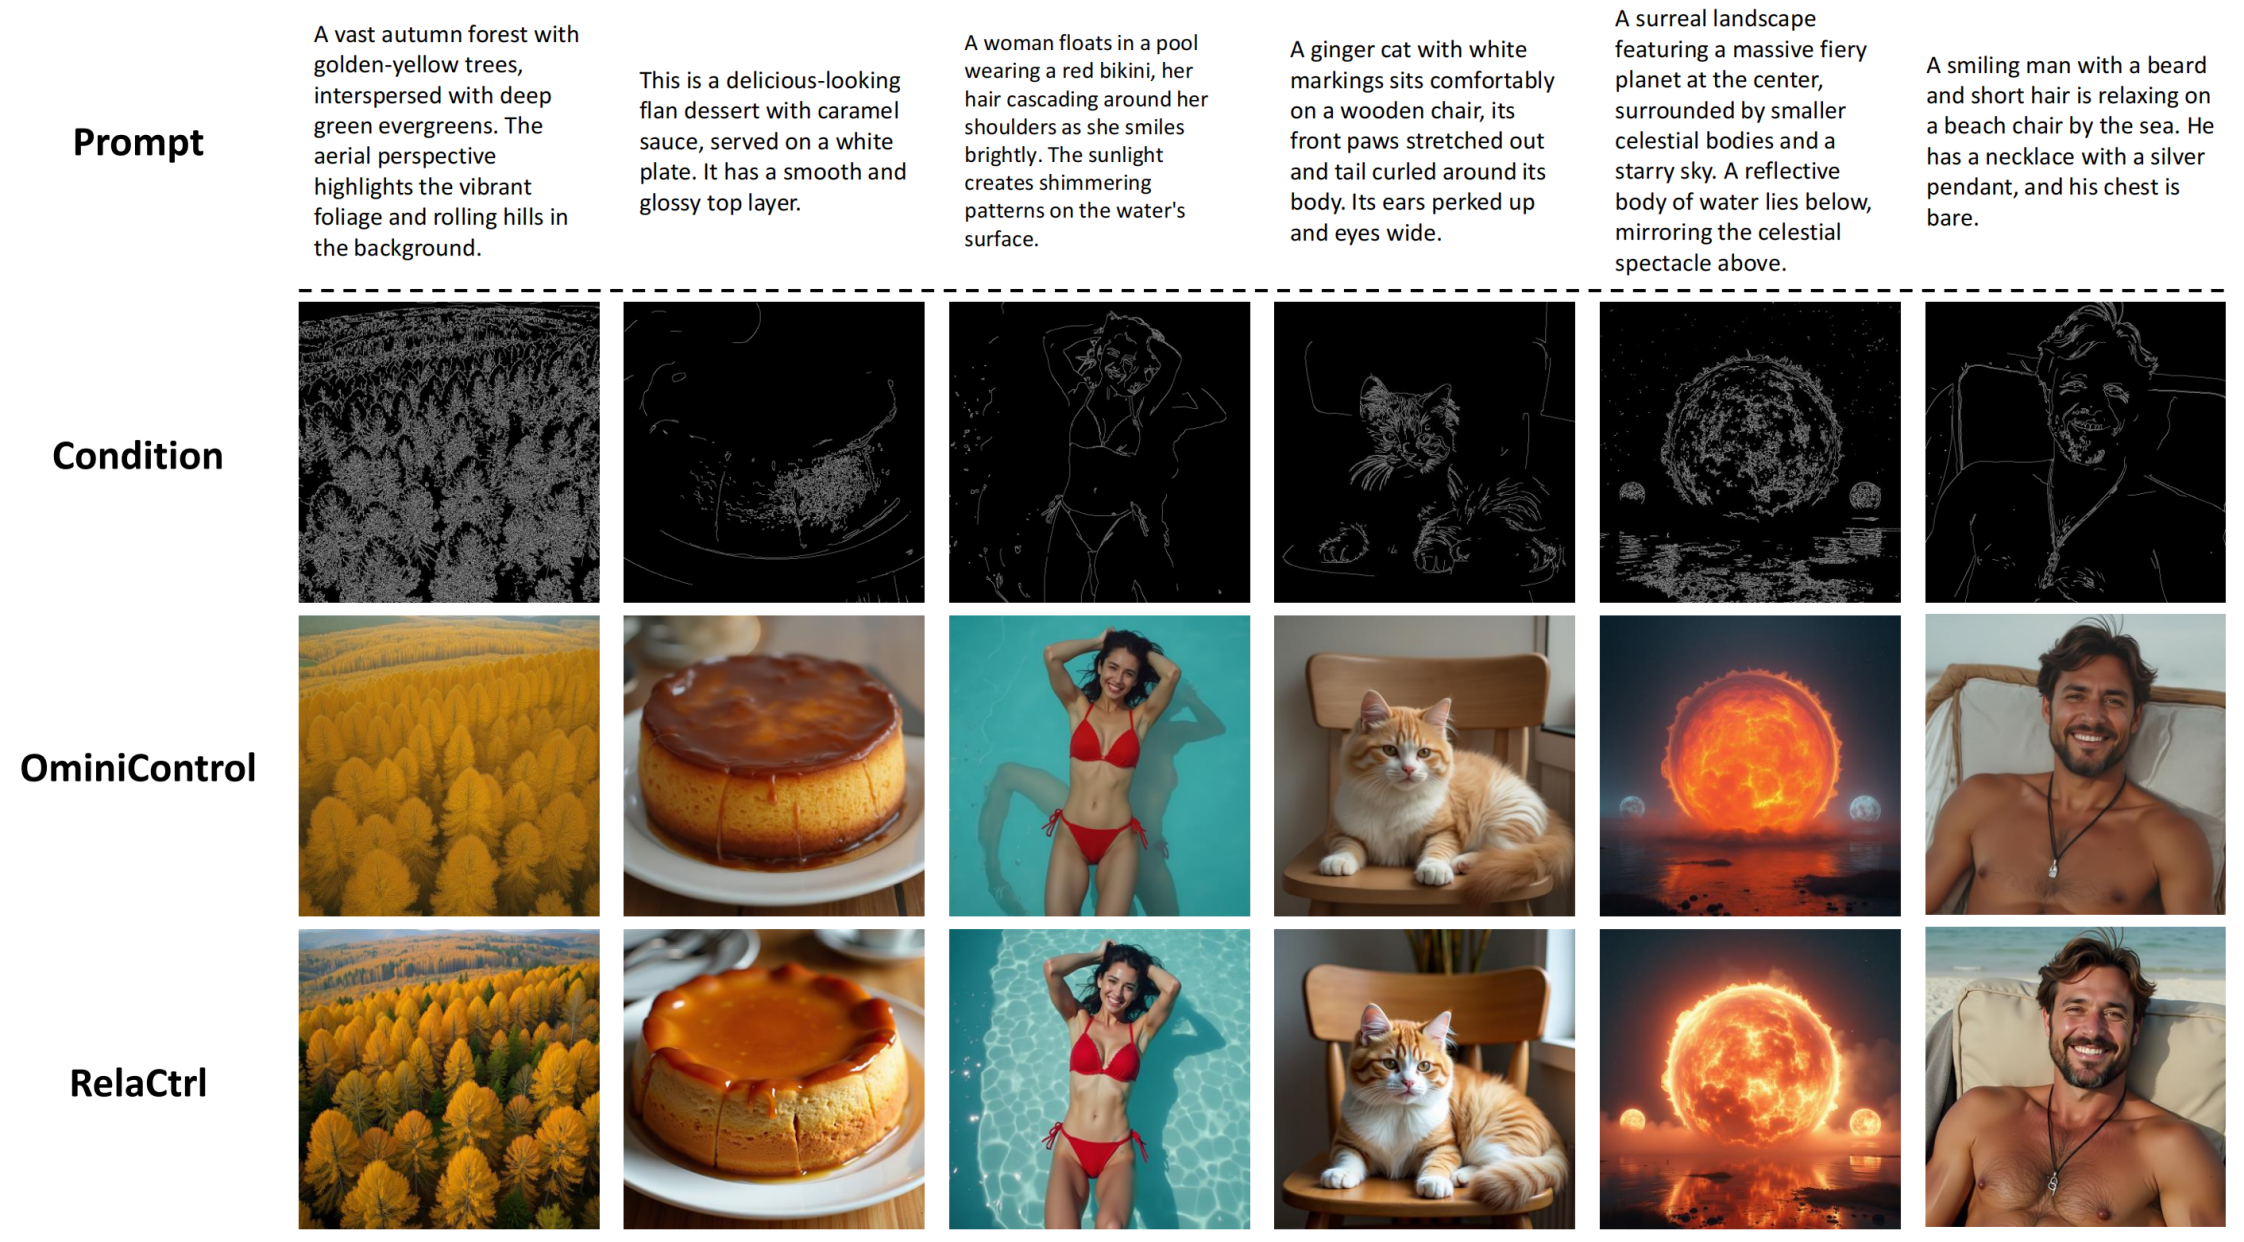 Prompt
A vast autumn forest with
golden-yellow trees,
interspersed with deep
green evergreens. The
aerial perspective
highlights the vibrant
foliage and rolling hills in
the background.
This is a delicious-looking
flan dessert with caramel
sauce, served on a white
plate. It has a smooth and
glossy top layer.
A woman floats in a pool
wearing a red bikini, her
hair cascading around her
shoulders as she smiles
brightly. The sunlight
creates shimmering
patterns on the water's
surface.
A ginger cat with white
markings sits comfortably
on a wooden chair, its
front paws stretched out
and tail curled around its
body. Its ears perked up
and eyes wide.
A surreal landscape
featuring a massive fiery
planet at the center,
surrounded by smaller
celestial bodies and a
starry sky. A reflective
body of water lies below,
mirroring the celestial
spectacle above.
A smiling man with a beard
and short hair is relaxing on
a beach chair by the sea. He
has a necklace with a silver
pendant, and his chest is
bare.
Condition
OminiControl
RelaCtrl